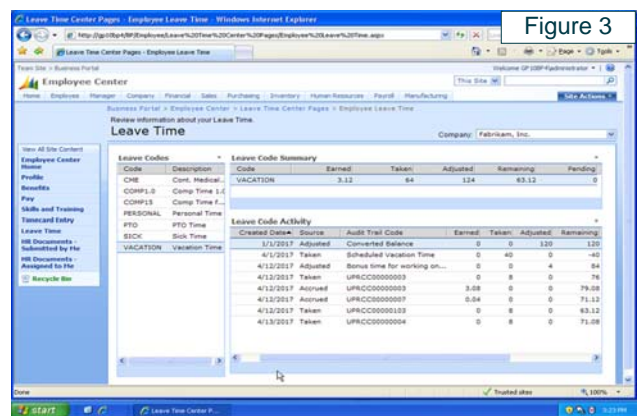 Leave Time Center Pages - Employee Leave Time - Windows Internet Explorer
Figure 3
Leave Time Center Pages - Employee Leave Time
Page
Tools
Team Site > Business Portal
Welcome GP10BP4\administrator
Employee Center
This Site
Home Employee Manager Company Financial Sales Purchasing Inventory Human Resources Payroll Manufacturing
Site Actions
Business Portal > Employee Center > Leave Time Center Pages > Employee Leave Time
Review information about your Leave Time.
Leave Time
Company: Fabrikam, Inc.
View All Site Content
Employee Center Home
Profile
Benefits
Pay
Skills and Training
Timecard Entry
Leave Time
HR Documents - Submitted by Me
HR Documents - Assigned to Me
Recycle Bin
Leave Codes
Code Description
CME Cont. Medical...
COMP1.0 Comp Time 1.0
COMP15 Comp Time f...
PERSONAL Personal Time
PTO PTO Time
SICK Sick Time
VACATION Vacation Time
Leave Code Summary
Code Earned Taken Adjusted Remaining Pending
VACATION 3.12 64 124 63.12 0
Leave Code Activity
Created Date Source Audit Trail Code Earned Taken Adjusted Remaining
1/1/2017 Adjusted Converted Balance 0 0 120 120
4/1/2017 Taken Scheduled Vacation Time 0 40 0 -40
4/12/2017 Adjusted Bonus time for working on... 0 0 4 84
4/12/2017 Taken UPRCC00000003 0 8 0 76
4/12/2017 Accrued UPRCC00000003 3.08 0 0 79.08
4/12/2017 Accrued UPRCC00000007 0.04 0 0 71.12
4/12/2017 Taken UPRCC00000103 0 8 0 63.12
4/13/2017 Taken UPRCC00000004 0 8 0 71.08
Done
Trusted sites
100%
start
Leave Time Center P...
5:23 PM